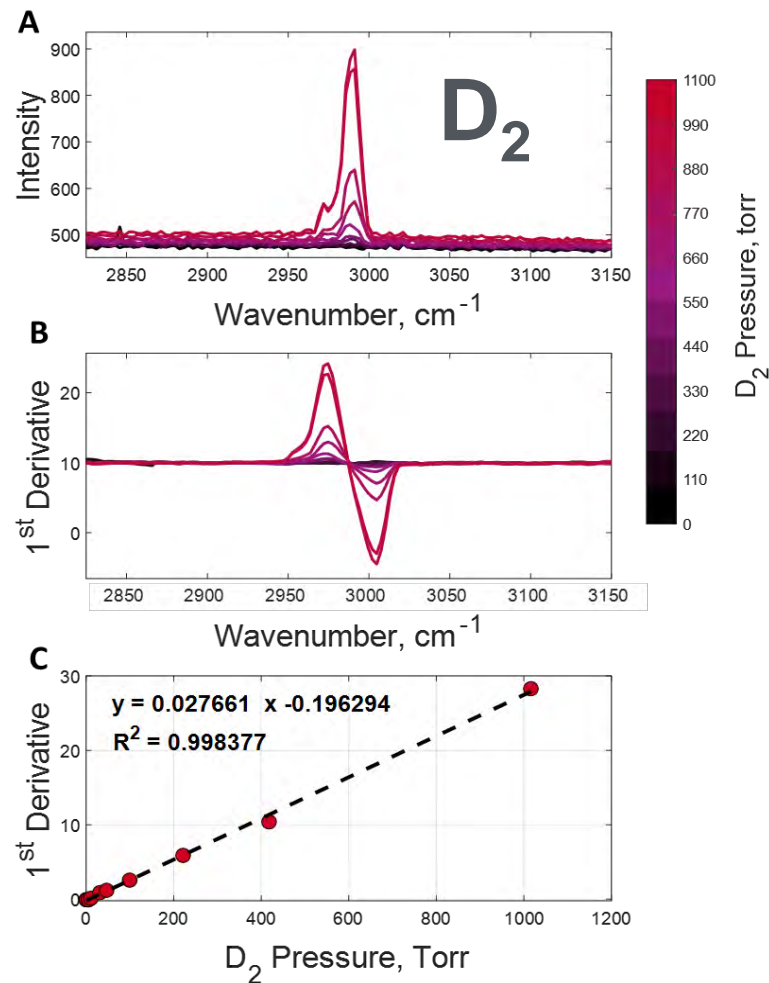 A
Intensity
900
800
700
600
500
D2
2850 2900 2950 3000 3050 3100 3150
Wavenumber, cm-1
B
1st Derivative
20
10
0
2850 2900 2950 3000 3050 3100 3150
Wavenumber, cm-1
C
1st Derivative
30
20
10
0
y = 0.027661 x -0.196294
R2 = 0.998377
0 200 400 600 800 1000 1200
D2 Pressure, Torr
1100
990
880
770
660
550
440
330
220
110
0
D2 Pressure, torr